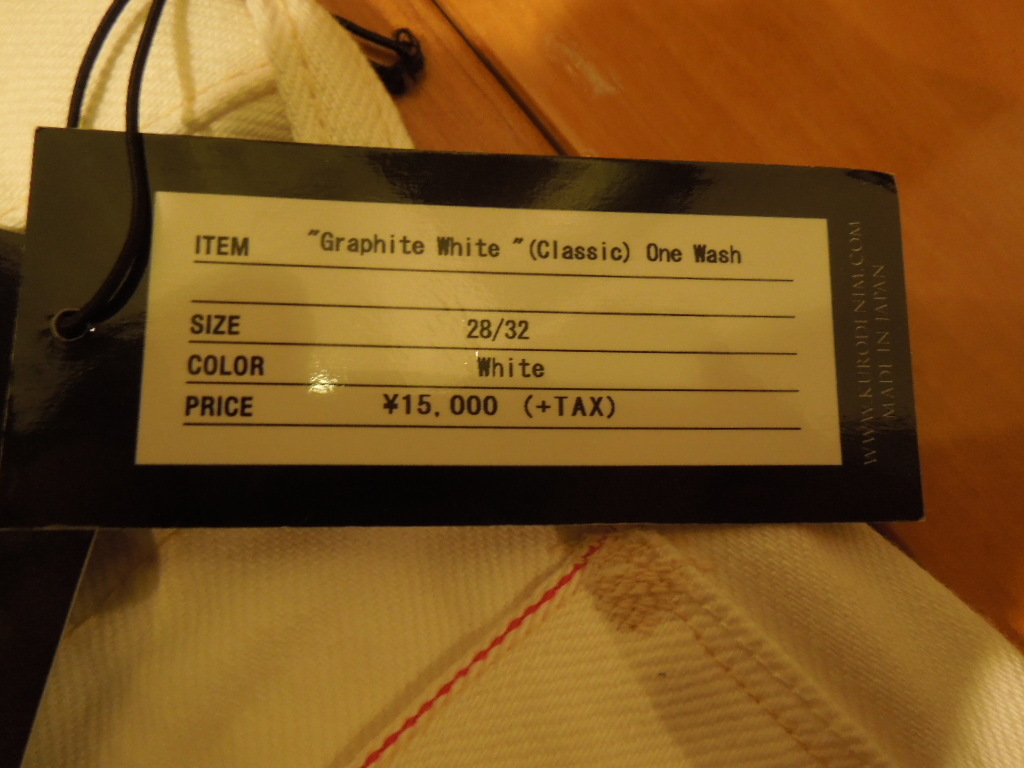 ITEM "Graphite White "(Classic) One Wash
SIZE 28/32
COLOR White
PRICE ¥15,000 (+TAX)
WWW.KURODENIM.COM
MADE IN JAPAN